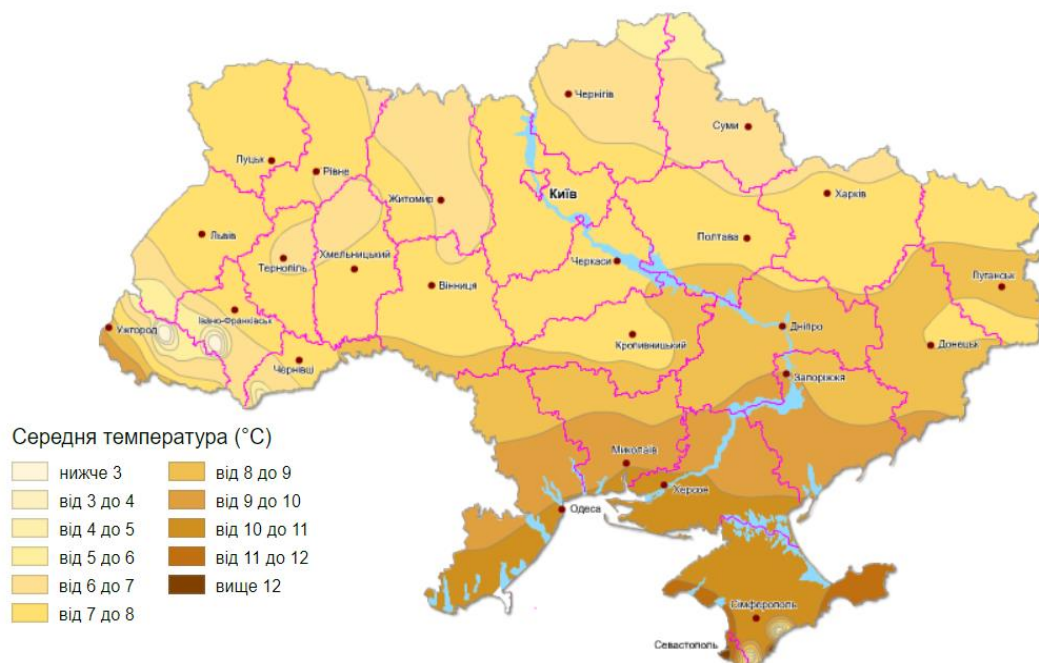 Чернігів
Суми
Луцьк
Рівне
Київ
Житомир
Харків
Львів
Полтава
Хмельницький
Тернопіль
Черкаси
Вінниця
Луганськ
Івано-Франківськ
Ужгород
Дніпро
Кропивницький
Донецьк
Чернівці
Запоріжжя
Середня температура (°C)
нижче 3
від 3 до 4
від 4 до 5
від 5 до 6
від 6 до 7
від 7 до 8
від 8 до 9
від 9 до 10
від 10 до 11
від 11 до 12
вище 12
Миколаїв
Херсон
Одеса
Сімферополь
Севастополь